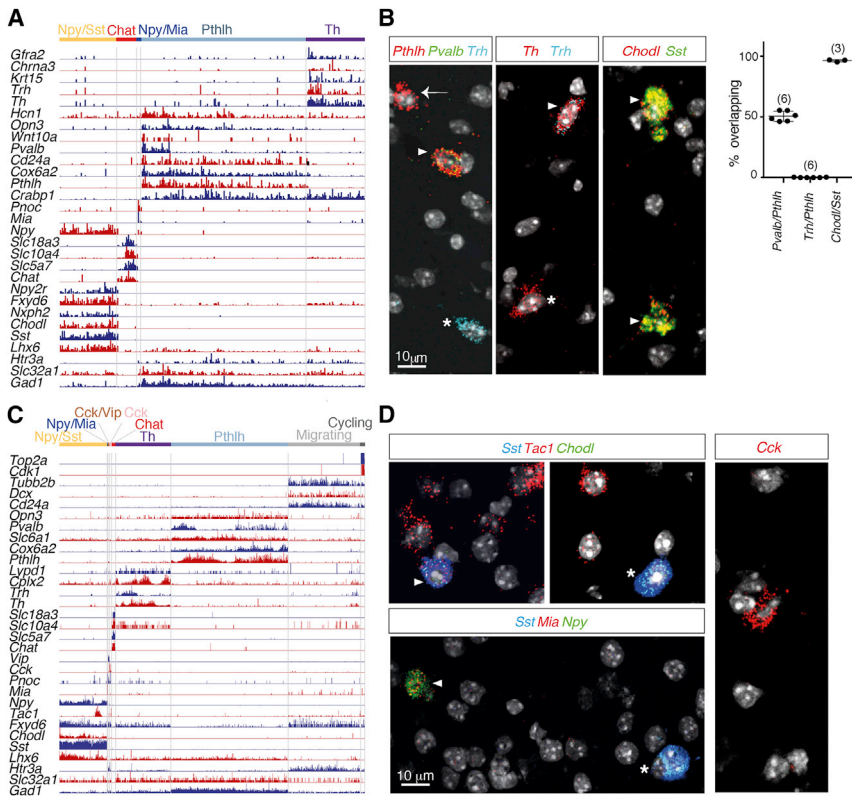 A
Npy/Sst Chat Npy/Mia Pthlh Th
Gfra2
Chrna3
Krt15
Trh
Th
Hcn1
Opn3
Wnt10a
Pvalb
Cd24a
Cox6a2
Pthlh
Crabp1
Pnoc
Mia
Npy
Slc18a3
Slc10a4
Slc5a7
Chat
Npy2r
Fxyd6
Nxph2
Chodl
Sst
Lhx6
Htr3a
Slc32a1
Gad1
B
Pthlh Pvalb Trh
Th Trh
Chodl Sst
*
*
10 µm
% overlapping
100
50
0
(6)
(6)
(3)
Pvalb/Pthlh
Trh/Pthlh
Chodl/Sst
C
Cck/Vip Cck
Npy/Mia Chat Cycling
Npy/Sst Th Pthlh Migrating
Top2a
Cdk1
Tubb2b
Dcx
Cd24a
Opn3
Pvalb
Slc6a1
Cox6a2
Pthlh
Lypd1
Cplx2
Trh
Th
Slc18a3
Slc10a4
Slc5a7
Chat
Vip
Cck
Pnoc
Mia
Npy
Tac1
Fxyd6
Chodl
Sst
Lhx6
Htr3a
Slc32a1
Gad1
D
Sst Tac1 Chodl
Cck
*
Sst Mia Npy
*
10 µm